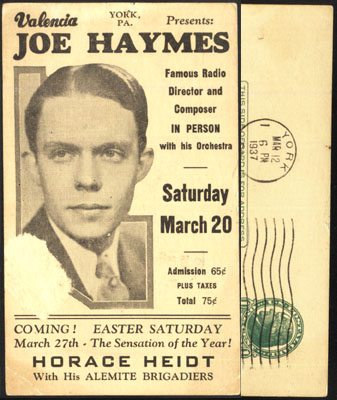 Valencia YORK, PA. Presents:
JOE HAYMES
Famous Radio
Director and
Composer
IN PERSON
with his Orchestra
Saturday
March 20
Admission 65¢
PLUS TAXES
Total 75¢
COMING! EASTER SATURDAY
March 27th - The Sensation of the Year!
HORACE HEIDT
With His ALEMITE BRIGADIERS
THIS SIDE OF CARD IS FOR ADDRESS
YORK
MAR 12
6 PM
1937